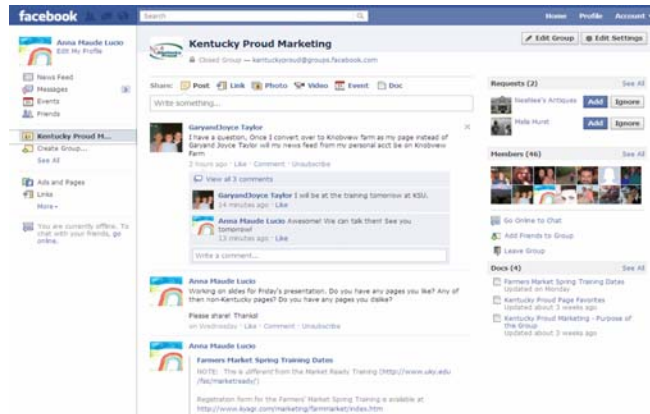 facebook
Search
Home Profile Account
Anna Maude Lucio
Edit My Profile
News Feed
Messages
Events
Friends
Kentucky Proud M...
Create Group...
See All
Ads and Pages
Links
More
You are currently offline. To
chat with your friends, go
online.
Kentucky Proud Marketing
Closed Group — kentuckyproud@groups.facebook.com
Edit Group Edit Settings
Share: Post Link Photo Video Event Doc
Write something...
GaryandJoyce Taylor
I have a question, Once I convert over to Knobview farm as my page instead of
Garyand Joyce Taylor will my news feed from my personal acct be on Knobview
Farm
2 hours ago · Like · Comment · Unsubscribe
View all 3 comments
GaryandJoyce Taylor I will be at the training tomorrow at KSU.
14 minutes ago · Like
Anna Maude Lucio Awesome! We can talk then! See you
tomorrow!
13 minutes ago · Like
Write a comment...
Anna Maude Lucio
Working on slides for Friday's presentation. Do you have any pages you like? Any of
then non-Kentucky pages? Do you have any pages you dislike?
Please share! Thanks!
on Wednesday · Like · Comment · Unsubscribe
Anna Maude Lucio
Farmers Market Spring Training Dates
NOTE: This is different from the Market Ready Training (http://www.uky.edu
/fsic/marketready/)
Registration form for the Farmers' Market Spring Training is available at
http://www.kyagr.com/marketing/farmmarket/index.htm
Requests (2) See All
Neatlee's Antiques Add Ignore
Hurst Add Ignore
Members (46) See All
Go Online to Chat
Add Friends to Group
Leave Group
Docs (4) See All
Farmers Market Spring Training Dates
Updated on Monday
Kentucky Proud Page Favorites
Updated about 3 weeks ago
Kentucky Proud Marketing - Purpose of
the Group
Updated about 3 weeks ago